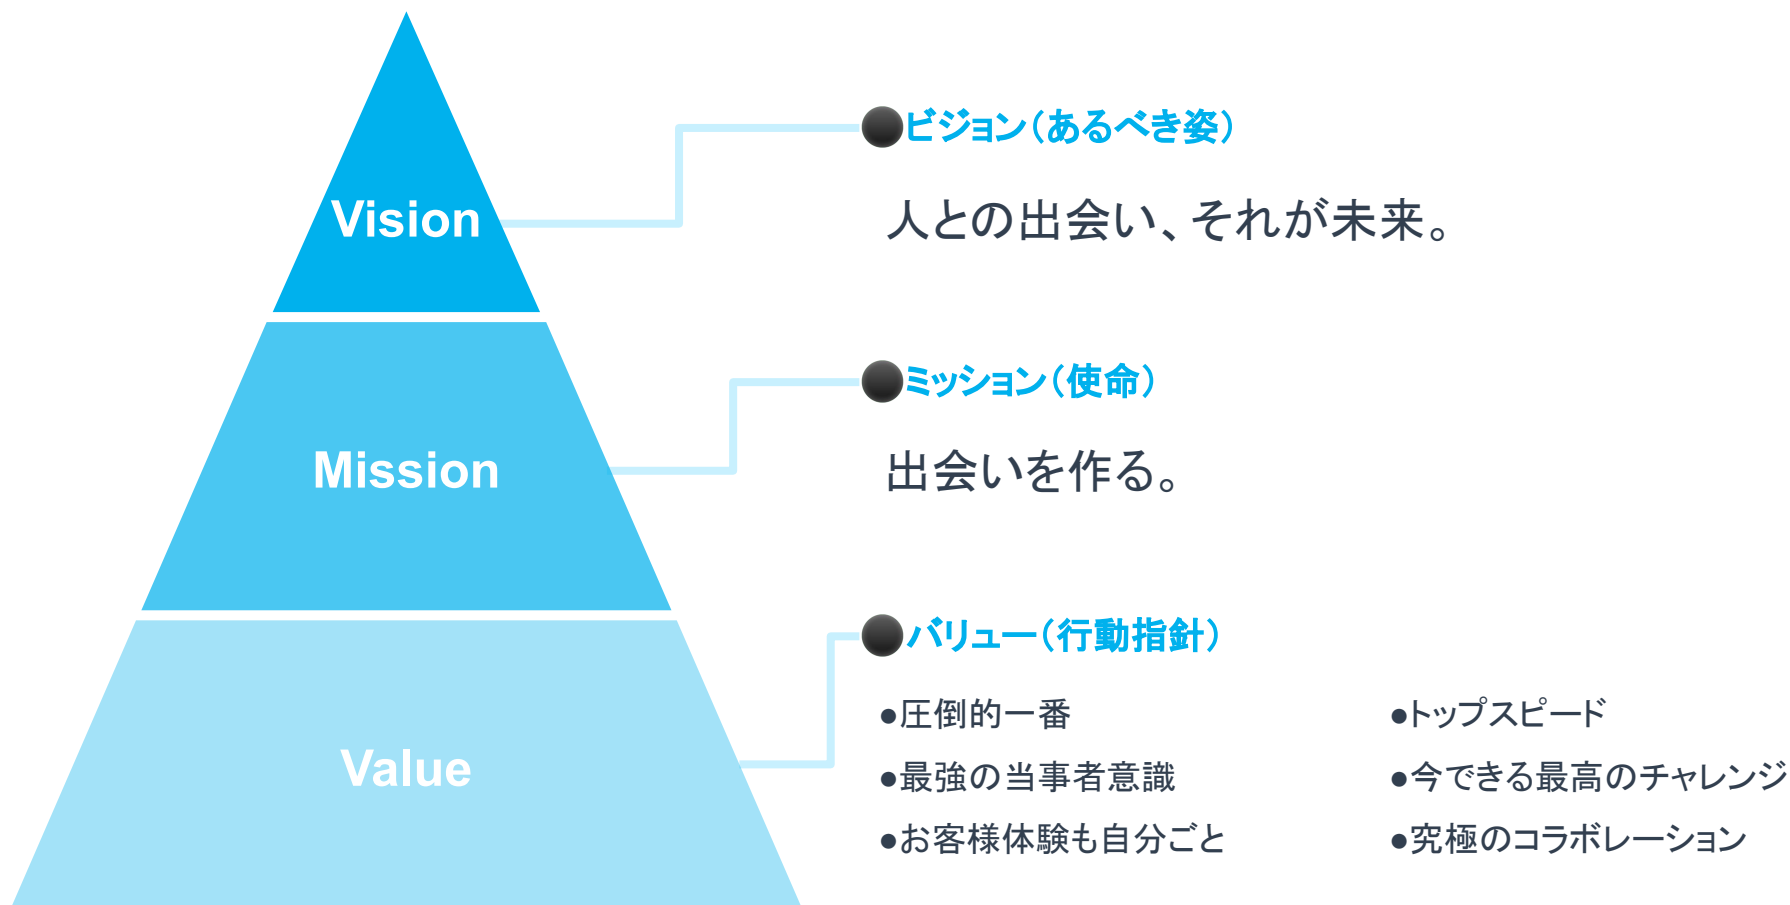 Vision
●ビジョン(あるべき姿)
人との出会い、それが未来。
Mission
●ミッション(使命)
出会いを作る。
Value
●バリュー(行動指針)
●圧倒的一番
●トップスピード
●最強の当事者意識
●今できる最高のチャレンジ
●お客様体験も自分ごと
●究極のコラボレーション